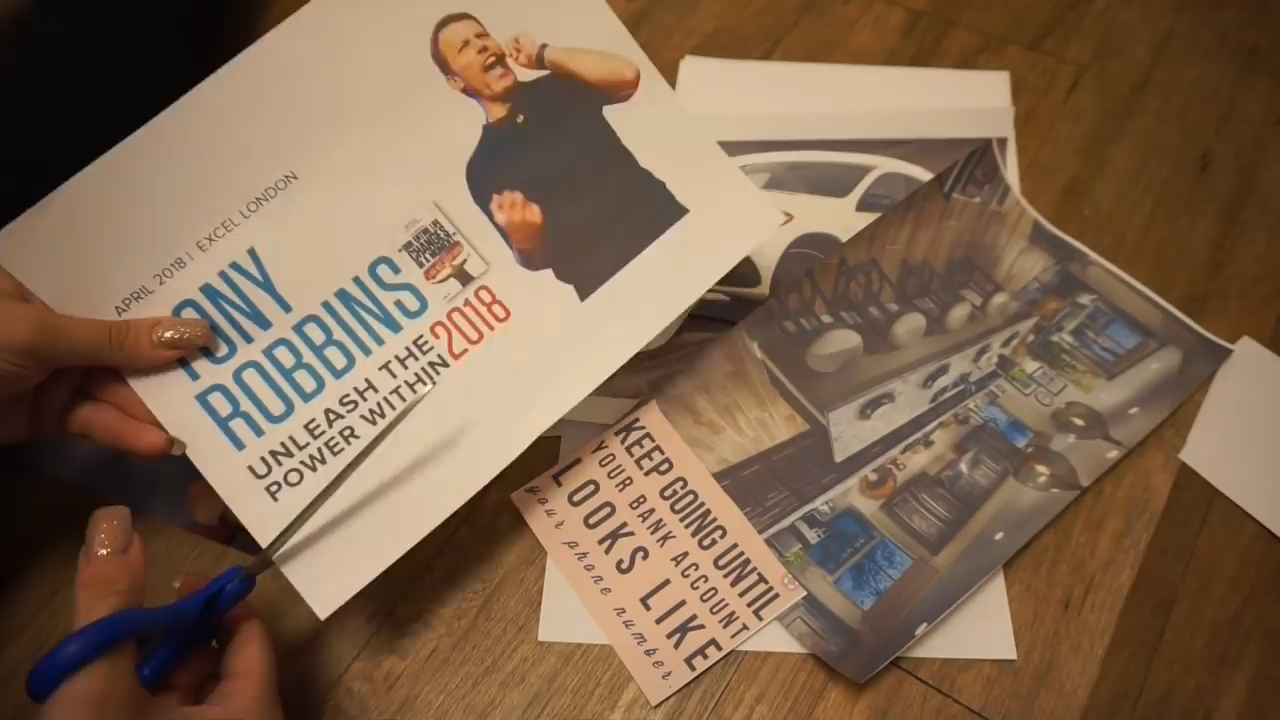 APRIL 2018 | EXCEL LONDON
TONY
ROBBINS
UNLEASH THE
POWER WITHIN 2018
KEEP GOING UNTIL
YOUR BANK ACCOUNT
LOOKS LIKE
your phone number.